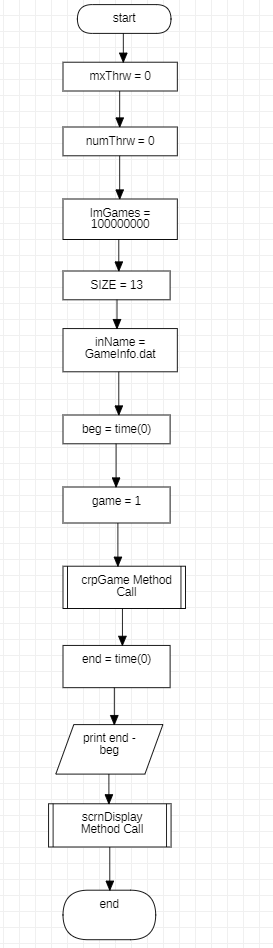 start
mxThrw = 0
numThrw = 0
lmGames =
100000000
SIZE = 13
inName =
GameInfo.dat
beg = time(0)
game = 1
crpGame Method
Call
end = time(0)
print end -
beg
scrnDisplay
Method Call
end